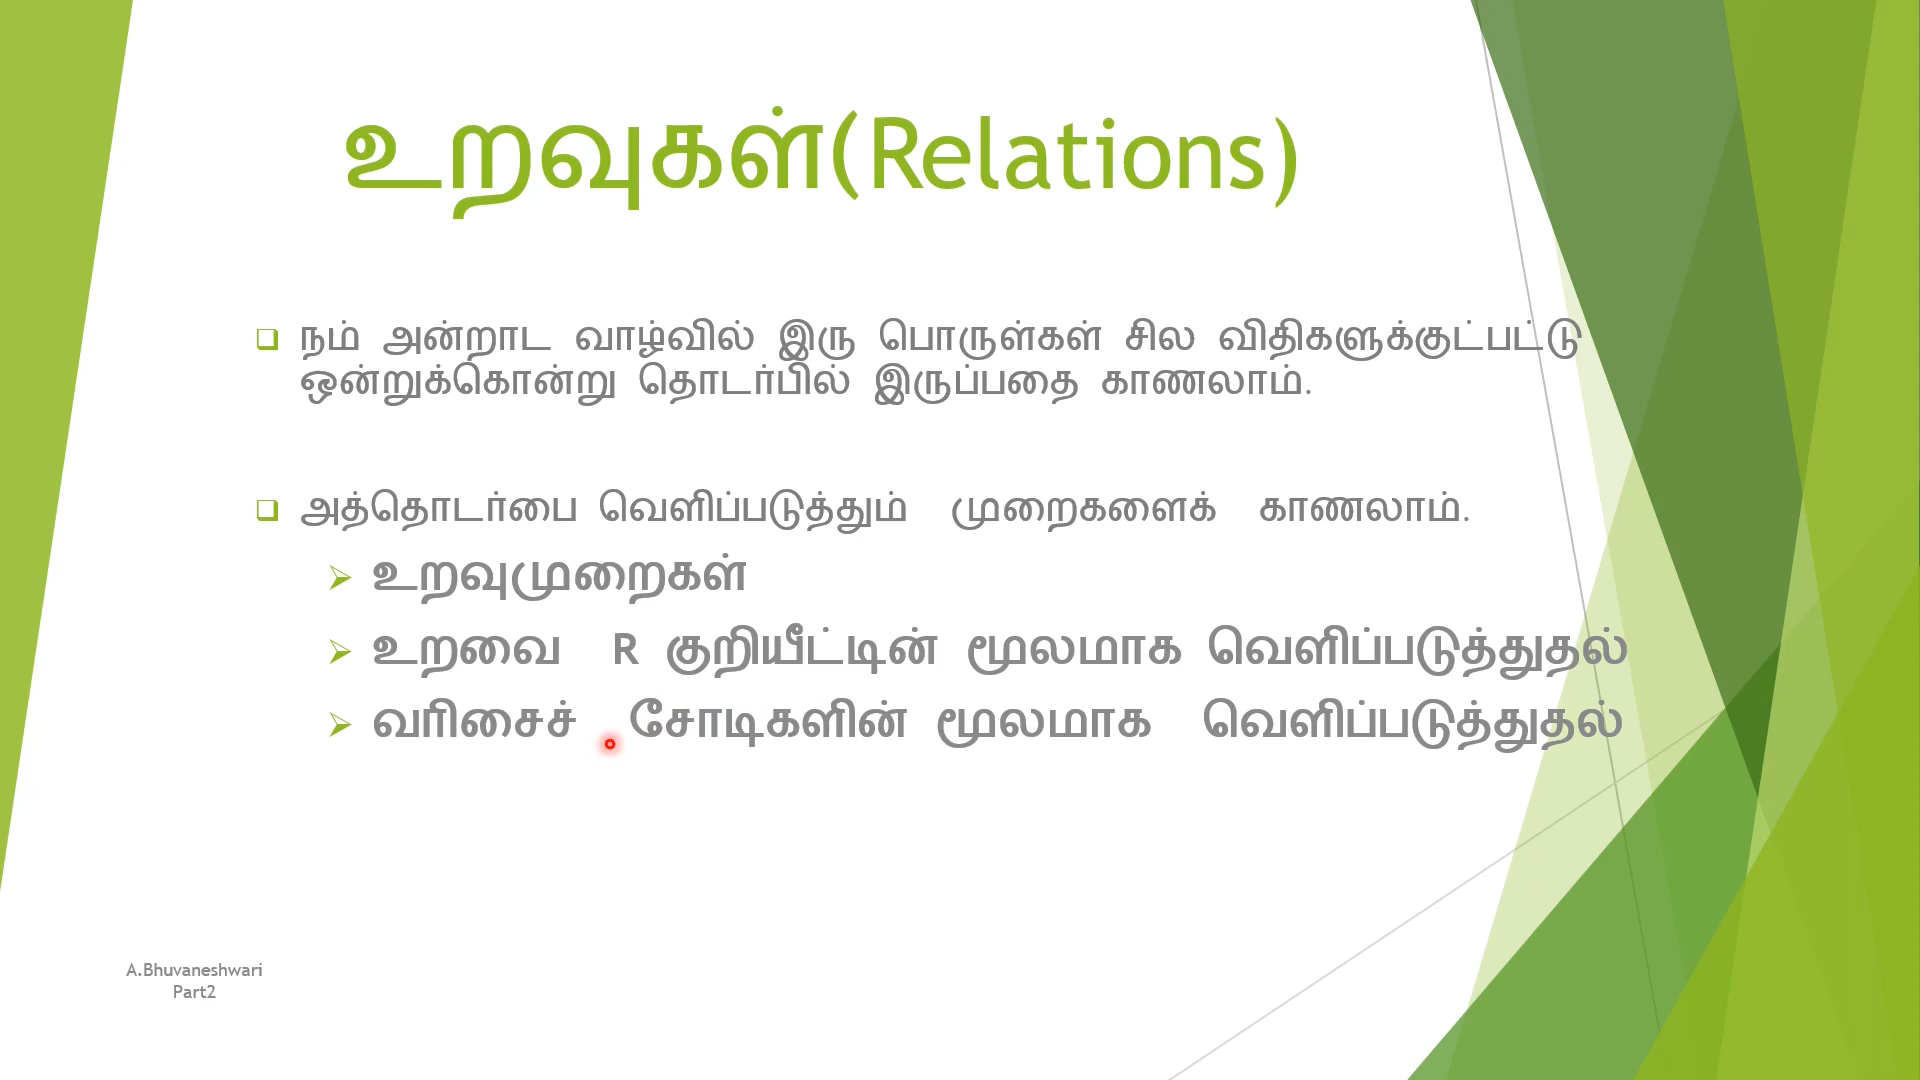 உறவுகள்(Relations)
நம் அன்றாட வாழ்வில் இரு பொருள்கள் சில விதிகளுக்குட்பட்டு
ஒன்றுக்கொன்று தொடர்பில் இருப்பதை காணலாம்.
அத்தொடர்பை வெளிப்படுத்தும் முறைகளைக் காணலாம்.
உறவுமுறைகள்
உறவை R குறியீட்டின் மூலமாக வெளிப்படுத்துதல்
வரிசைச் சோடிகளின் மூலமாக வெளிப்படுத்துதல்
A.Bhuvaneshwari
Part2